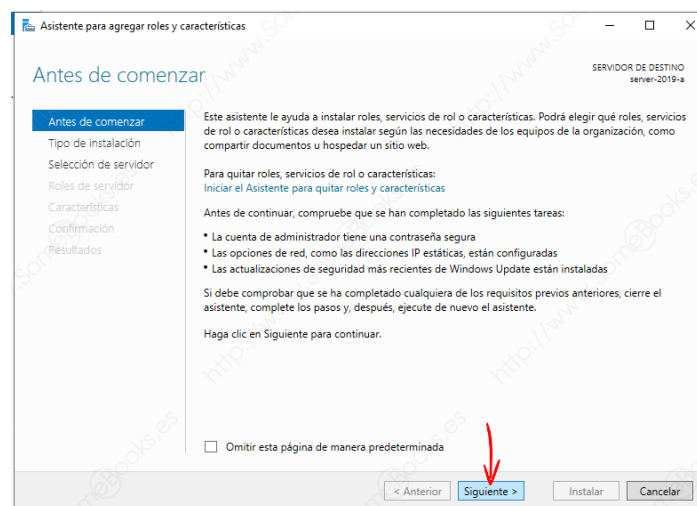 Asistente para agregar roles y características
Antes de comenzar
SERVIDOR DE DESTINO
server-2019-a
Antes de comenzar
Tipo de instalación
Selección de servidor
Roles de servidor
Características
Confirmación
Resultados
Este asistente le ayuda a instalar roles, servicios de rol o características. Podrá elegir qué roles, servicios
de rol o características desea instalar según las necesidades de los equipos de la organización, como
compartir documentos u hospedar un sitio web.
Para quitar roles, servicios de rol o características:
Iniciar el Asistente para quitar roles y características
Antes de continuar, compruebe que se han completado las siguientes tareas:
• La cuenta de administrador tiene una contraseña segura
• Las opciones de red, como las direcciones IP estáticas, están configuradas
• Las actualizaciones de seguridad más recientes de Windows Update están instaladas
Si debe comprobar que se ha completado cualquiera de los requisitos previos anteriores, cierre el
asistente, complete los pasos y, después, ejecute de nuevo el asistente.
Haga clic en Siguiente para continuar.
Omitir esta página de manera predeterminada
< Anterior Siguiente > Instalar Cancelar